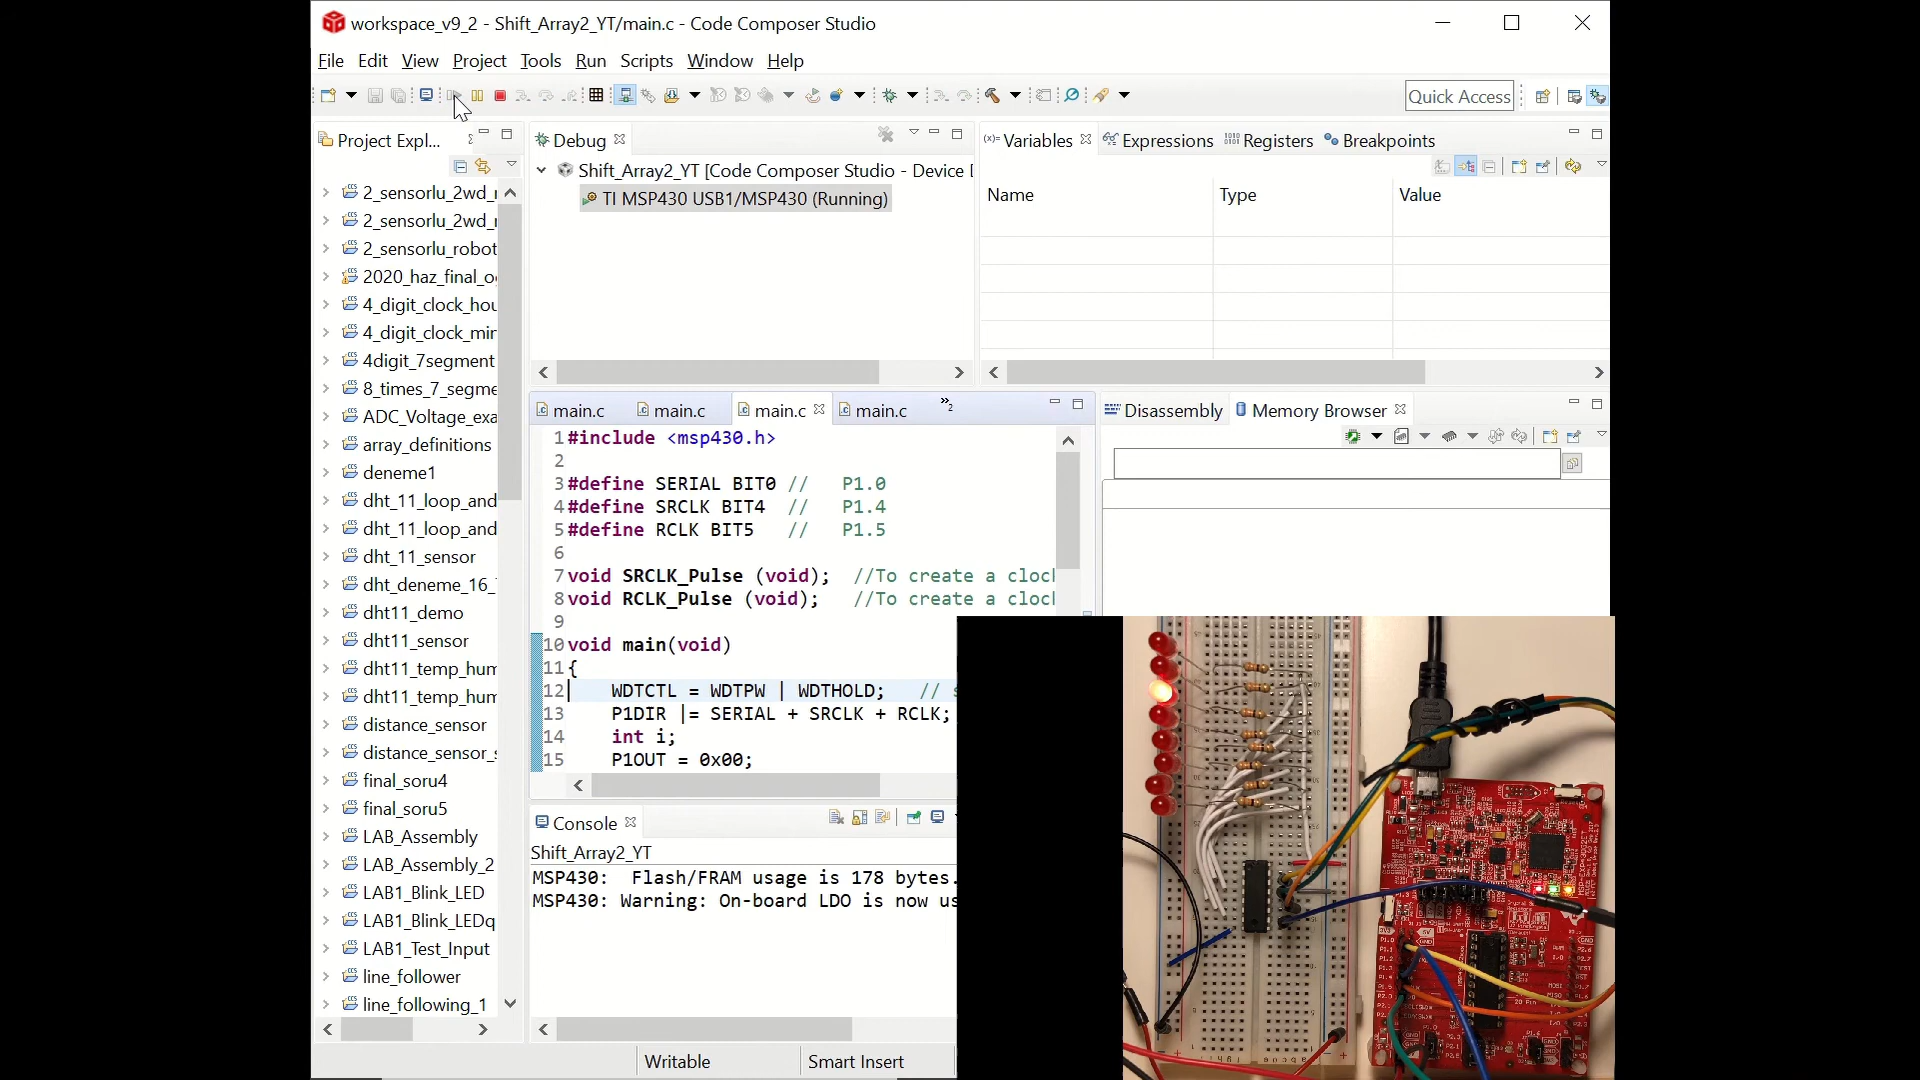 workspace_v9_2 - Shift_Array2_YT/main.c - Code Composer Studio
File Edit View Project Tools Run Scripts Window Help
Quick Access
Project Expl...
2_sensorlu_2wd_
2_sensorlu_2wd_
2_sensorlu_robot
2020_haz_final_o
4_digit_clock_hou
4_digit_clock_min
4digit_7segment
8_times_7_segme
ADC_Voltage_exa
array_definitions
deneme1
dht_11_loop_and
dht_11_loop_and
dht_11_sensor
dht_deneme_16_
dht11_demo
dht11_sensor
dht11_temp_hum
dht11_temp_hum
distance_sensor
distance_sensor_s
final_soru4
final_soru5
LAB_Assembly
LAB_Assembly_2
LAB1_Blink_LED
LAB1_Blink_LEDq
LAB1_Test_Input
line_follower
line_following_1
Debug
Shift_Array2_YT [Code Composer Studio - Device
TI MSP430 USB1/MSP430 (Running)
(x)= Variables Expressions Registers Breakpoints
Name Type Value
main.c main.c main.c main.c »2
1 #include <msp430.h>
2
3 #define SERIAL BIT0 // P1.0
4 #define SRCLK BIT4 // P1.4
5 #define RCLK BIT5 // P1.5
6
7 void SRCLK_Pulse (void); //To create a cloc
8 void RCLK_Pulse (void); //To create a cloc
9
10 void main(void)
11 {
12 WDTCTL = WDTPW | WDTHOLD; // s
13 P1DIR |= SERIAL + SRCLK + RCLK;
14 int i;
15 P1OUT = 0x00;
Disassembly Memory Browser
Console
Shift_Array2_YT
MSP430: Flash/FRAM usage is 178 bytes.
MSP430: Warning: On-board LDO is now us
Writable Smart Insert